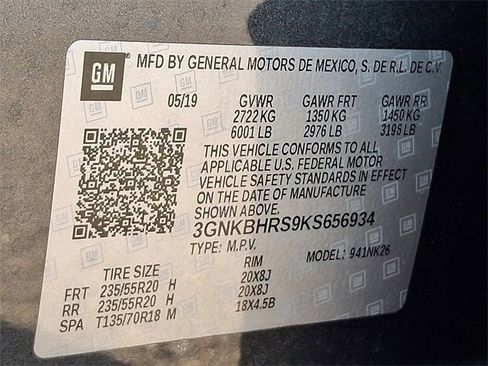 GM MFD BY GENERAL MOTORS DE MEXICO, S. DE R.L. DE C.V.
05/19 GVWR GAWR FRT GAWR RR
2722 KG 1350 KG 1450 KG
6001 LB 2976 LB 3196 LB
THIS VEHICLE CONFORMS TO ALL
APPLICABLE U.S. FEDERAL MOTOR
VEHICLE SAFETY STANDARDS IN EFFECT
ON THE DATE OF MANUFACTURE
SHOWN ABOVE.
3GNKBHRS9KS656934
TYPE: M.P.V. MODEL: 941NK26
TIRE SIZE RIM
FRT 235/55R20 H 20X8J
RR 235/55R20 H 20X8J
SPA T135/70R18 M 18X4.5B